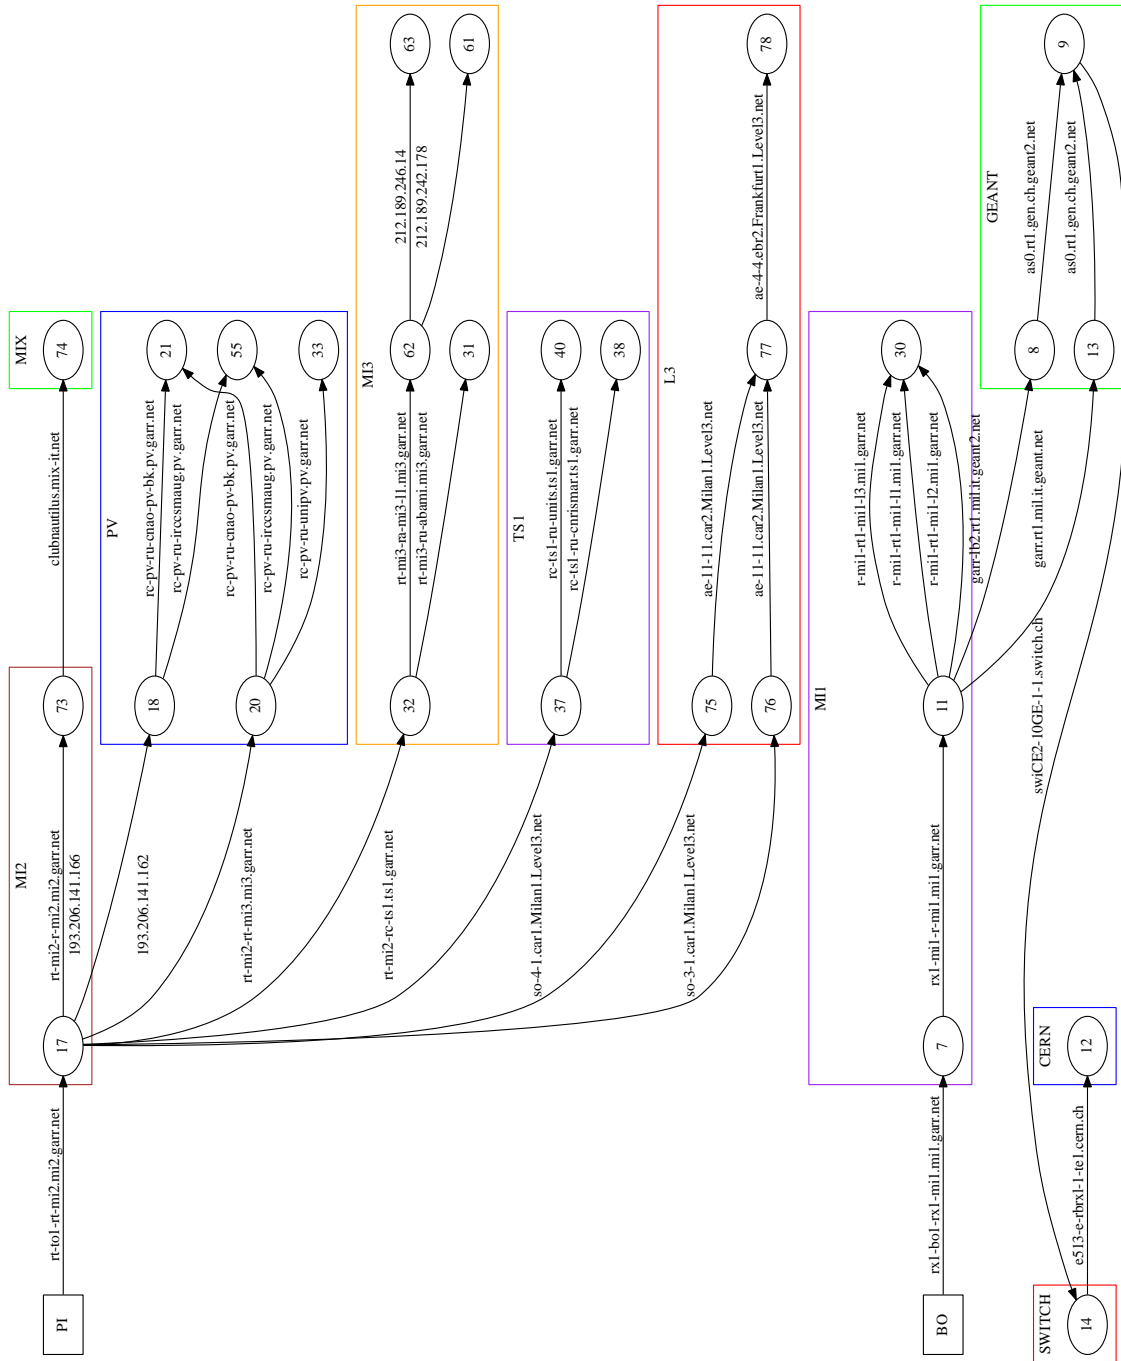 PI
rt-to1-rt-mi2.mi2.garr.net
MI2
17
rt-mi2-r-mi2.mi2.garr.net
193.206.141.166
73
clubnautilus.mix-it.net
MIX
74
193.206.141.162
PV
18
20
rc-pv-ru-cnao-pv-bk.pv.garr.net
rc-pv-ru-irccsmaug.pv.garr.net
rc-pv-ru-cnao-pv-bk.pv.garr.net
rc-pv-ru-irccsmaug.pv.garr.net
rc-pv-ru-unipv.pv.garr.net
21
55
33
rt-mi2-rt-mi3.mi3.garr.net
MI3
32
rt-mi3-ra-mi3-l1.mi3.garr.net
rt-mi3-ru-abami.mi3.garr.net
62
31
212.189.246.14
212.189.242.178
63
61
rt-mi2-rc-ts1.ts1.garr.net
TS1
37
rc-ts1-ru-units.ts1.garr.net
rc-ts1-ru-cnrismar.ts1.garr.net
40
38
so-4-1.car1.Milan1.Level3.net
so-3-1.car1.Milan1.Level3.net
L3
75
76
ae-11-11.car2.Milan1.Level3.net
ae-11-11.car2.Milan1.Level3.net
77
ae-4-4.ebr2.Frankfurt1.Level3.net
78
BO
rx1-bo1-rx1-mi1.mi1.garr.net
MI1
7
rx1-mi1-r-mi1.mi1.garr.net
11
r-mi1-rt1-mi1-l3.mi1.garr.net
r-mi1-rt1-mi1-l1.mi1.garr.net
r-mi1-rt1-mi1-l2.mi1.garr.net
30
garr-lb2.rt1.mil.it.geant2.net
garr.rt1.mil.it.geant.net
GEANT
8
13
as0.rt1.gen.ch.geant2.net
as0.rt1.gen.ch.geant2.net
9
swiCE2-10GE-1-1.switch.ch
SWITCH
14
e513-e-rbrxl-1-te1.cern.ch
CERN
12